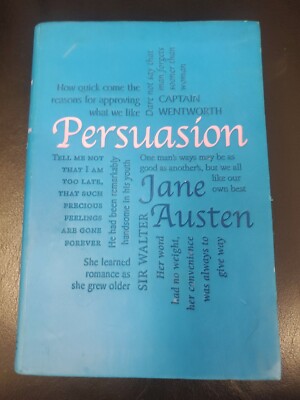 How quick come the
reasons for approving
what we like
Dare not say that
man forgets
sooner than
woman
CAPTAIN
WENTWORTH
Persuasion
TELL ME NOT
THAT I AM
TOO LATE,
THAT SUCH
PRECIOUS
FEELINGS
ARE GONE
FOREVER
He had been remarkably
handsome in his youth
One man's ways may be as
good as another's, but we all
like our
own best
Jane
Austen
She learned
romance as
she grew older
SIR WALTER
Her word
had no weight,
her convenience
was always to
give way